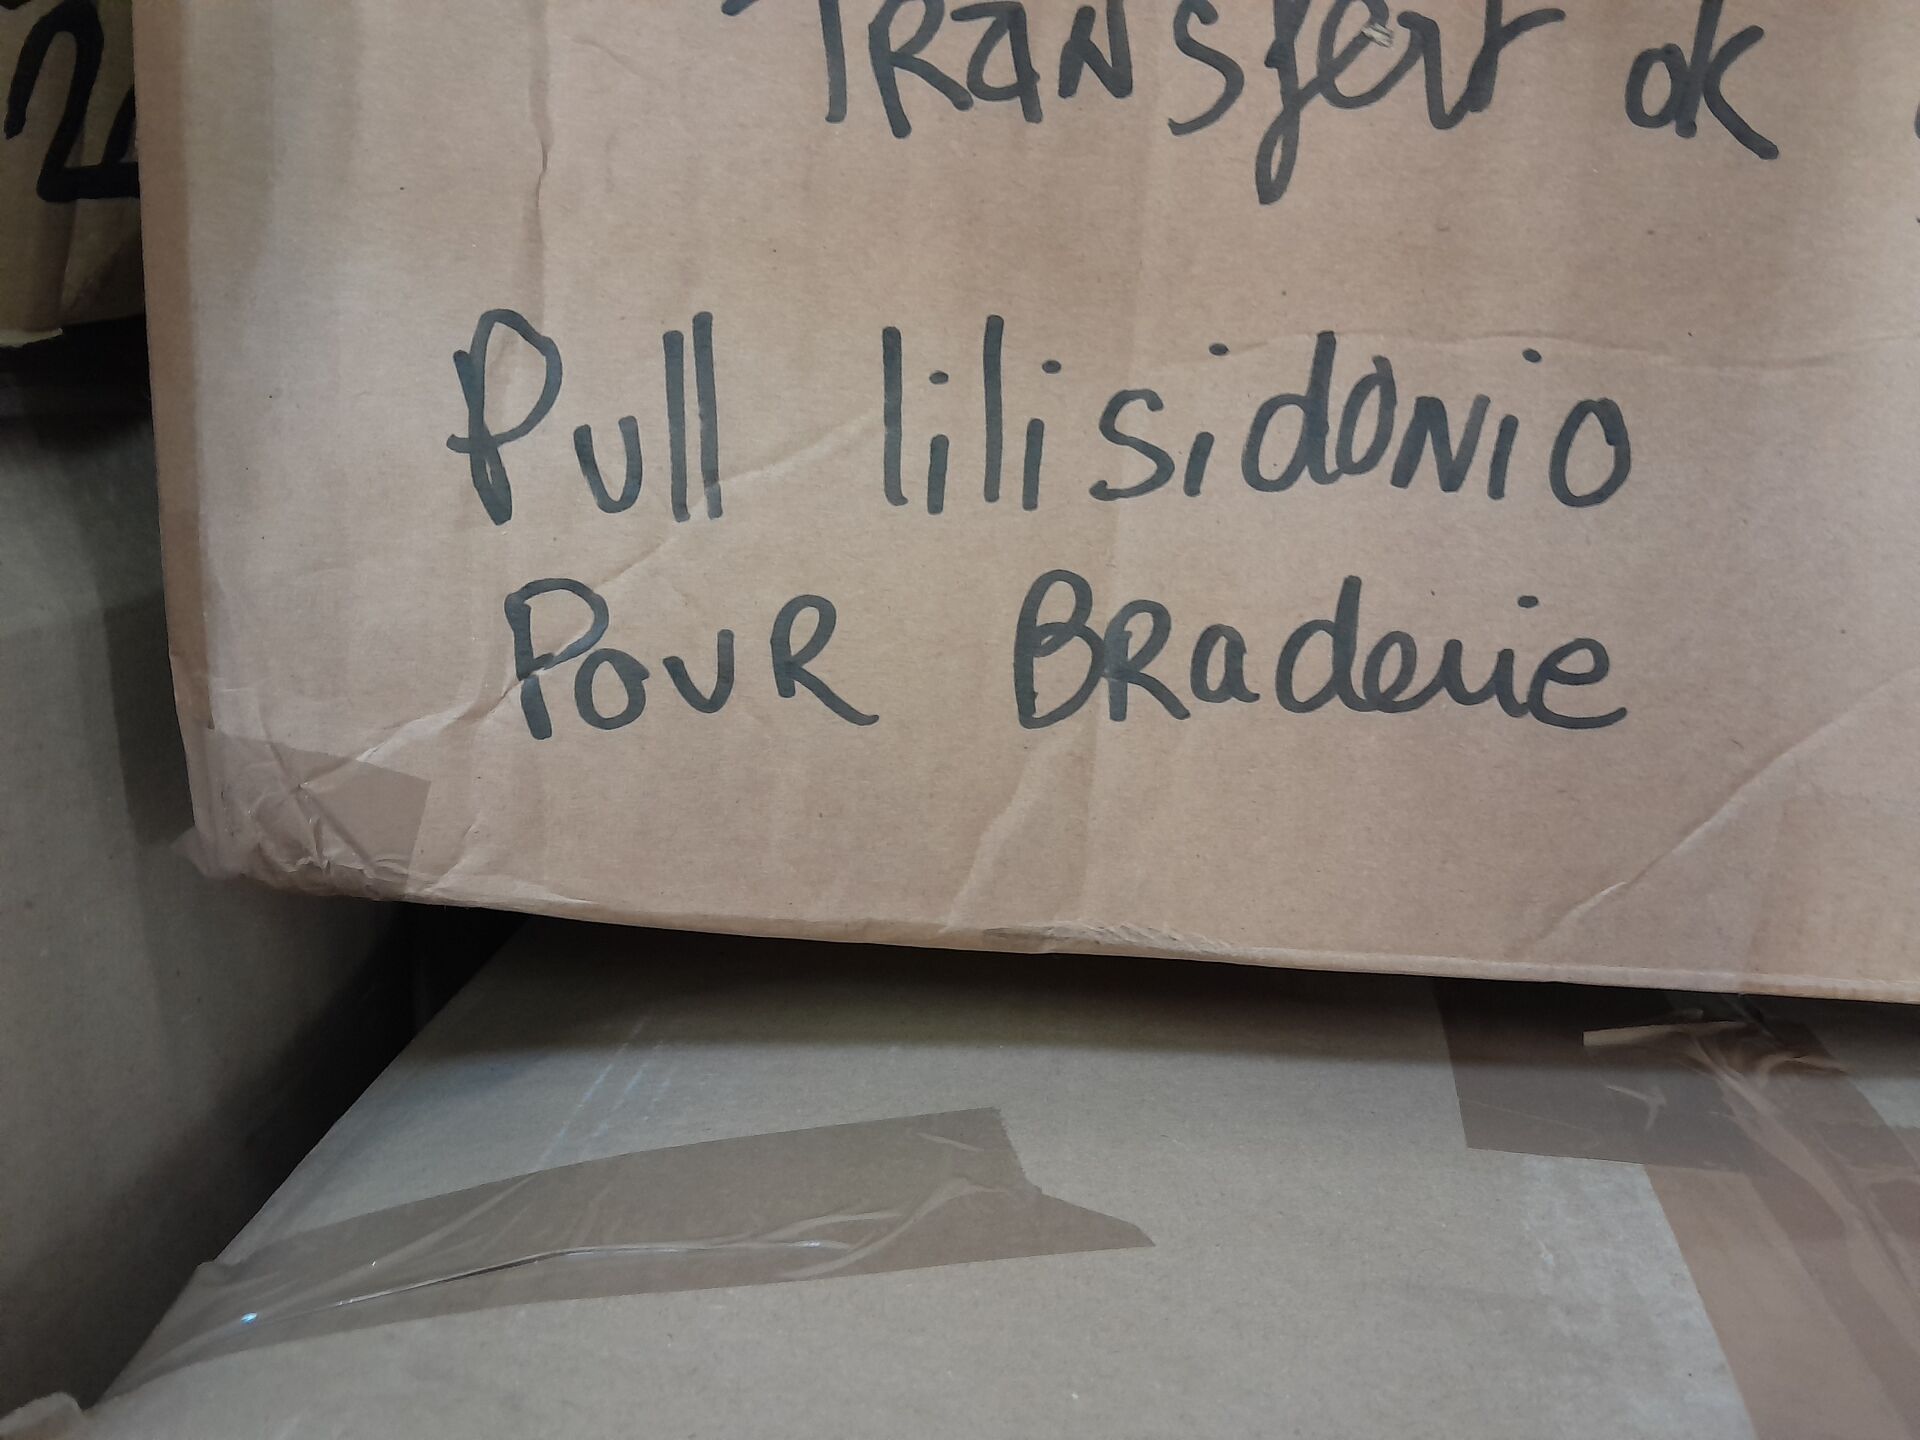 TRANSfert ok
Pull lilisidonio
POUR BRaderie